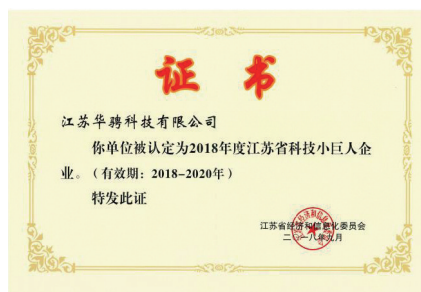 证书
江苏华骋科技有限公司
你单位被认定为2018年度江苏省科技小巨人企
业。（有效期：2018-2020年）
特发此证
江苏省经济和信息化委员会
二〇一八年九月